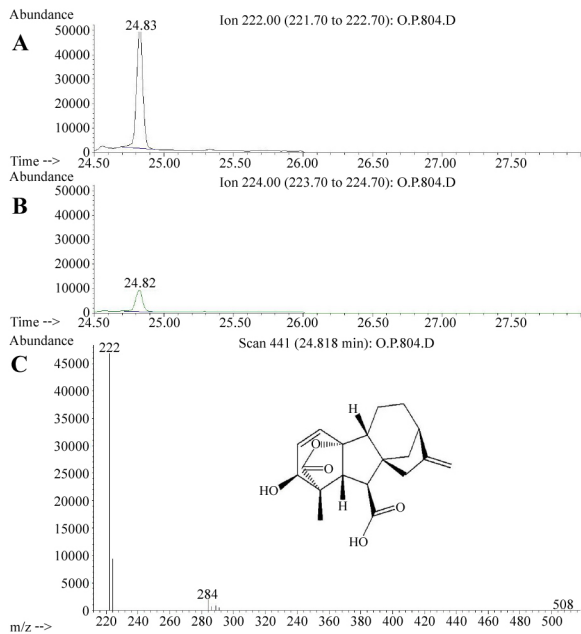 Abundance
Ion 222.00 (221.70 to 222.70): O.P.804.D
A
50000
40000
30000
20000
10000
0
24.83
Time --> 24.50 25.00 25.50 26.00 26.50 27.00 27.50
Abundance
Ion 224.00 (223.70 to 224.70): O.P.804.D
B
50000
40000
30000
20000
10000
0
24.82
Time --> 24.50 25.00 25.50 26.00 26.50 27.00 27.50
Abundance
Scan 441 (24.818 min): O.P.804.D
C
222
45000
40000
35000
30000
25000
20000
15000
10000
5000
0
H
O
O
HO
H
O
HO
284
508
m/z --> 220 240 260 280 300 320 340 360 380 400 420 440 460 480 500